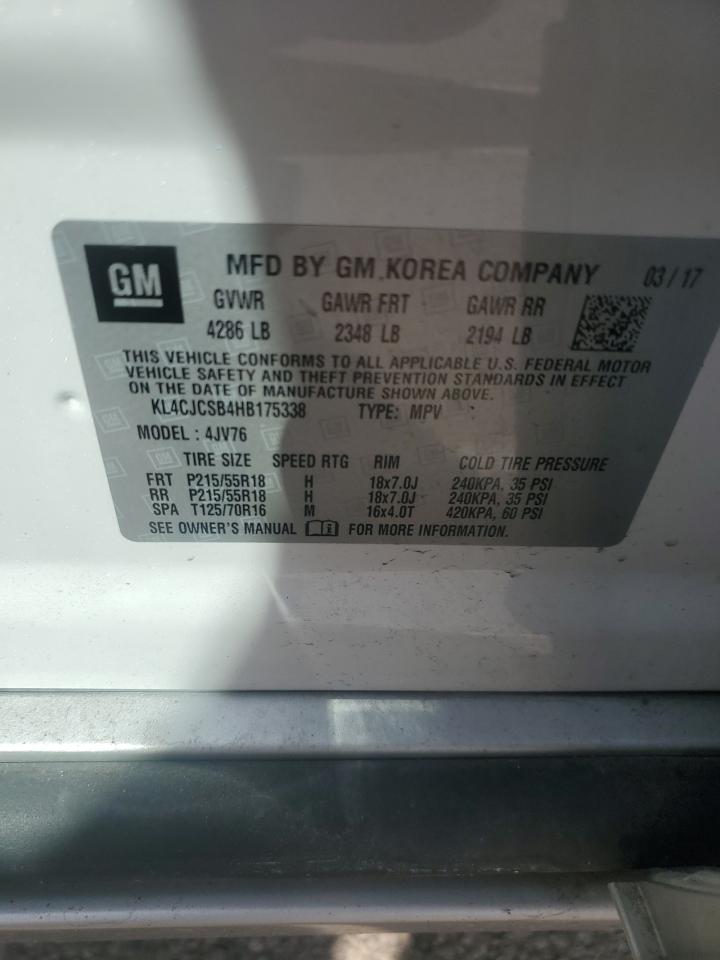 GM
MFD BY GM KOREA COMPANY 03/17
GVWR GAWR FRT GAWR RR
4286 LB 2348 LB 2194 LB
THIS VEHICLE CONFORMS TO ALL APPLICABLE U.S. FEDERAL MOTOR
VEHICLE SAFETY AND THEFT PREVENTION STANDARDS IN EFFECT
ON THE DATE OF MANUFACTURE SHOWN ABOVE.
KL4CJCSB4HB175338 TYPE: MPV
MODEL: 4JV76
TIRE SIZE SPEED RTG RIM COLD TIRE PRESSURE
FRT P215/55R18 H 18x7.0J 240KPA, 35 PSI
RR P215/55R18 H 18x7.0J 240KPA, 35 PSI
SPA T125/70R16 M 16x4.0T 420KPA, 60 PSI
SEE OWNER'S MANUAL FOR MORE INFORMATION.